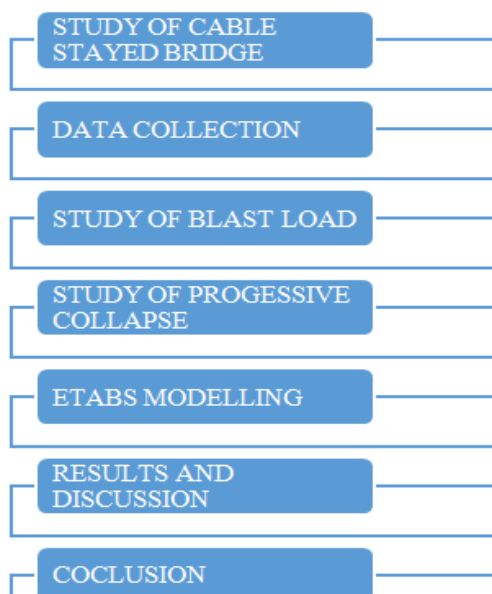 STUDY OF CABLE
STAYED BRIDGE
DATA COLLECTION
STUDY OF BLAST LOAD
STUDY OF PROGESSIVE
COLLAPSE
ETABS MODELLING
RESULTS AND
DISCUSSION
COCLUSION